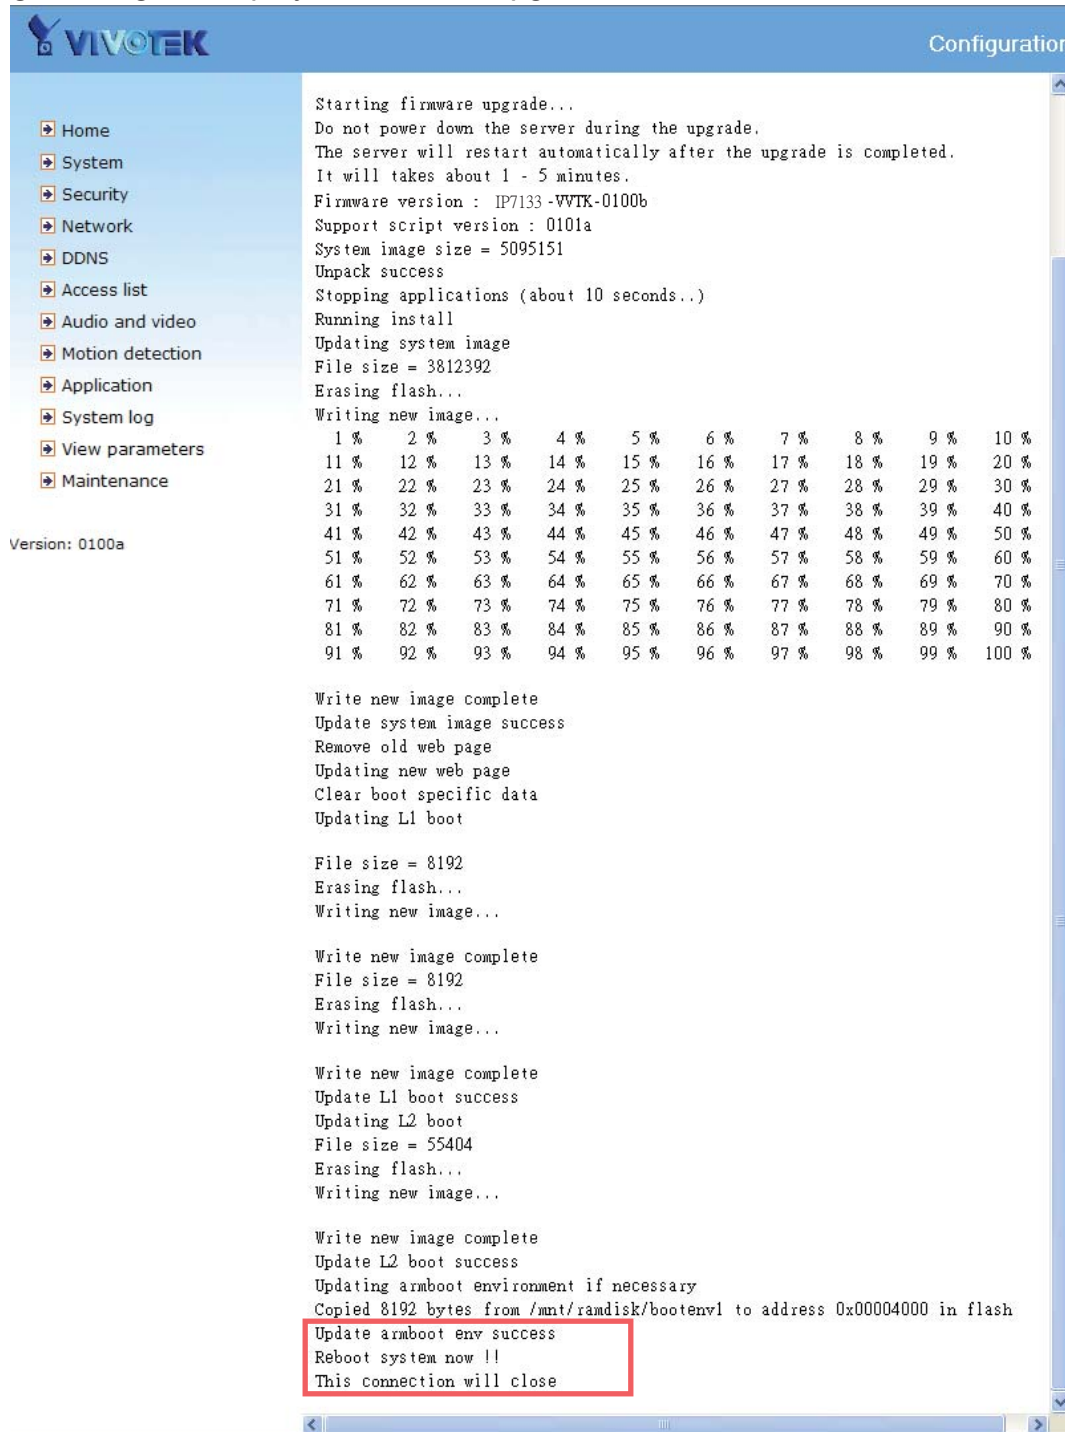 VIVOTEK
Configuration
Home
System
Security
Network
DDNS
Access list
Audio and video
Motion detection
Application
System log
View parameters
Maintenance
Version: 0100a
Starting firmware upgrade...
Do not power down the server during the upgrade.
The server will restart automatically after the upgrade is completed.
It will takes about 1 - 5 minutes.
Firmware version : IP7133-VVTK-0100b
Support script version : 0101a
System image size = 5095151
Unpack success
Stopping applications (about 10 seconds..)
Running install
Updating system image
File size = 3812392
Erasing flash...
Writing new image...
1 % 2 % 3 % 4 % 5 % 6 % 7 % 8 % 9 % 10 %
11 % 12 % 13 % 14 % 15 % 16 % 17 % 18 % 19 % 20 %
21 % 22 % 23 % 24 % 25 % 26 % 27 % 28 % 29 % 30 %
31 % 32 % 33 % 34 % 35 % 36 % 37 % 38 % 39 % 40 %
41 % 42 % 43 % 44 % 45 % 46 % 47 % 48 % 49 % 50 %
51 % 52 % 53 % 54 % 55 % 56 % 57 % 58 % 59 % 60 %
61 % 62 % 63 % 64 % 65 % 66 % 67 % 68 % 69 % 70 %
71 % 72 % 73 % 74 % 75 % 76 % 77 % 78 % 79 % 80 %
81 % 82 % 83 % 84 % 85 % 86 % 87 % 88 % 89 % 90 %
91 % 92 % 93 % 94 % 95 % 96 % 97 % 98 % 99 % 100 %
Write new image complete
Update system image success
Remove old web page
Updating new web page
Clear boot specific data
Updating L1 boot
File size = 8192
Erasing flash...
Writing new image...
Write new image complete
File size = 8192
Erasing flash...
Writing new image...
Write new image complete
Update L1 boot success
Updating L2 boot
File size = 55404
Erasing flash...
Writing new image...
Write new image complete
Update L2 boot success
Updating armboot environment if necessary
Copied 8192 bytes from /mnt/ramdisk/bootenv1 to address 0x00004000 in flash
Update armboot env success
Reboot system now !!
This connection will close